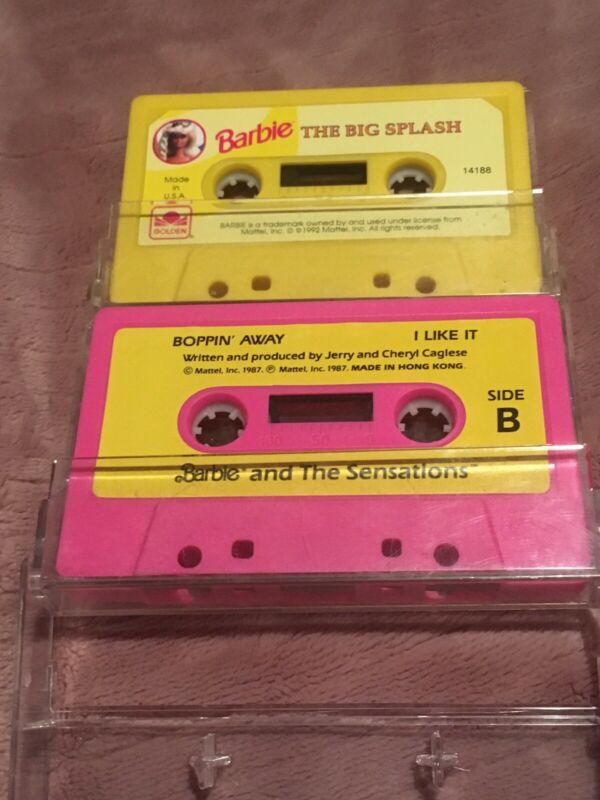 Barbie THE BIG SPLASH
14188
Made
in
U.S.A.
GOLDEN
BARBIE is a trademark owned by and used under license from
Mattel, Inc. © ℗ 1992 Mattel, Inc. All rights reserved.
BOPPIN' AWAY I LIKE IT
Written and produced by Jerry and Cheryl Caglese
© Mattel, Inc. 1987. ℗ Mattel, Inc. 1987. MADE IN HONG KONG.
SIDE
B
100 50 0
Barbie™ and The Sensations™